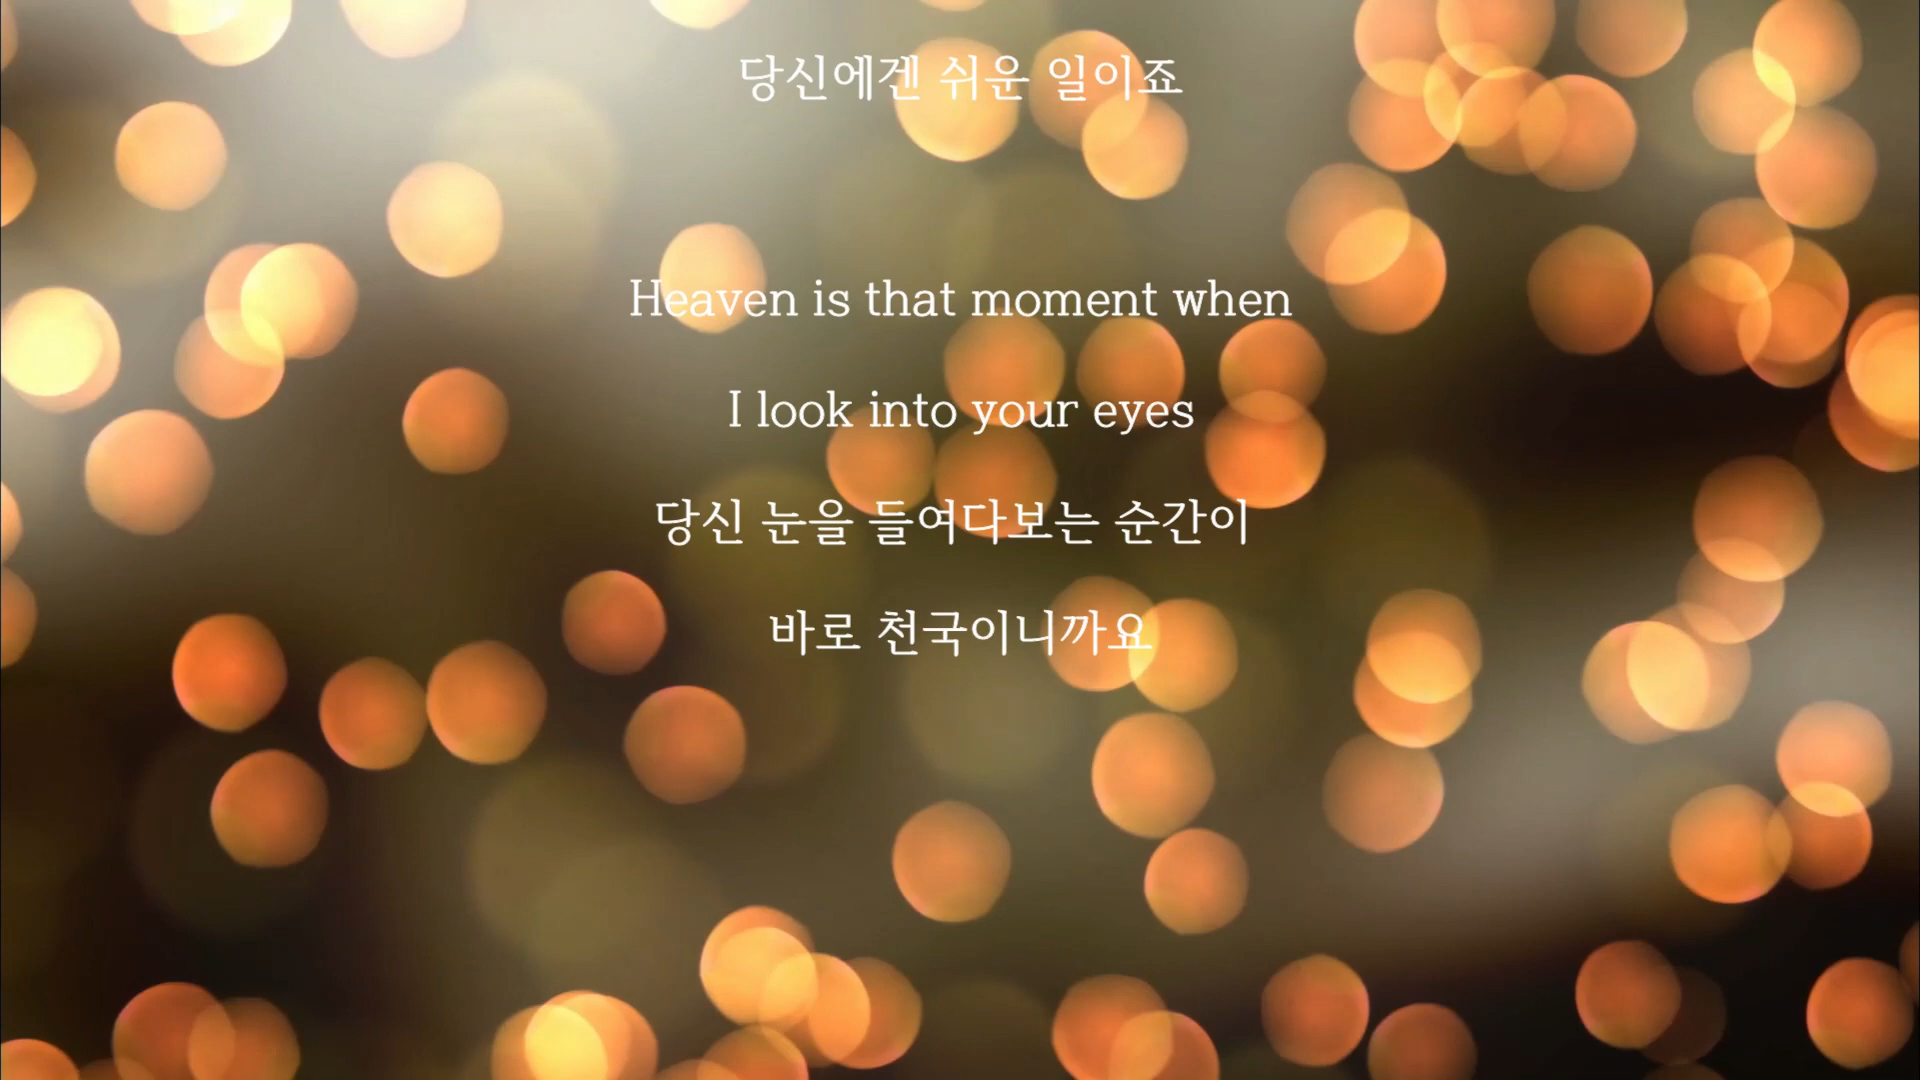 당신에겐 쉬운 일이죠
Heaven is that moment when
I look into your eyes
당신 눈을 들여다보는 순간이
바로 천국이니까요